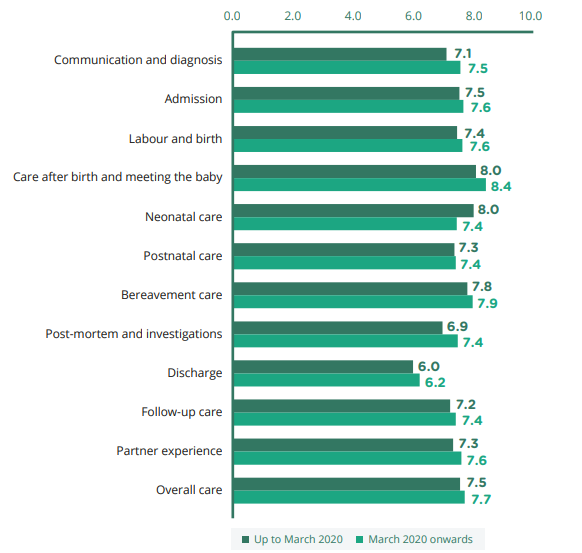 0.0 2.0 4.0 6.0 8.0 10.0
Communication and diagnosis 7.1
7.5
Admission 7.5
7.6
Labour and birth 7.4
7.6
Care after birth and meeting the baby 8.0
8.4
Neonatal care 8.0
7.4
Postnatal care 7.3
7.4
Bereavement care 7.8
7.9
Post-mortem and investigations 6.9
7.4
Discharge 6.0
6.2
Follow-up care 7.2
7.4
Partner experience 7.3
7.6
Overall care 7.5
7.7
Up to March 2020 March 2020 onwards